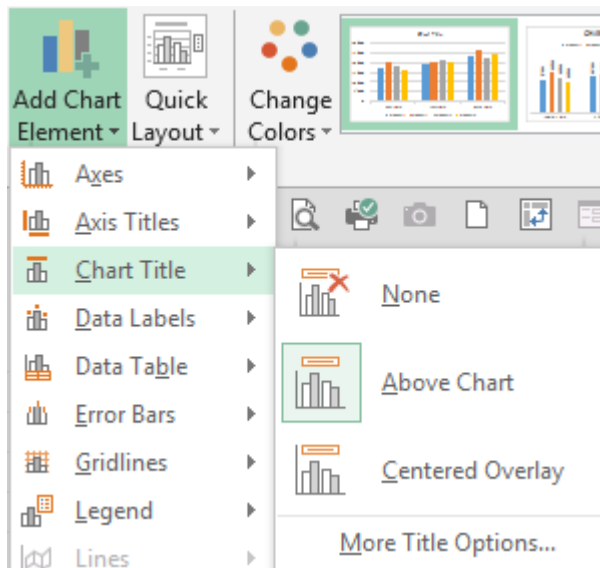 Add Chart Element
Quick Layout
Change Colors
Axes
Axis Titles
Chart Title
Data Labels
Data Table
Error Bars
Gridlines
Legend
Lines
None
Above Chart
Centered Overlay
More Title Options...